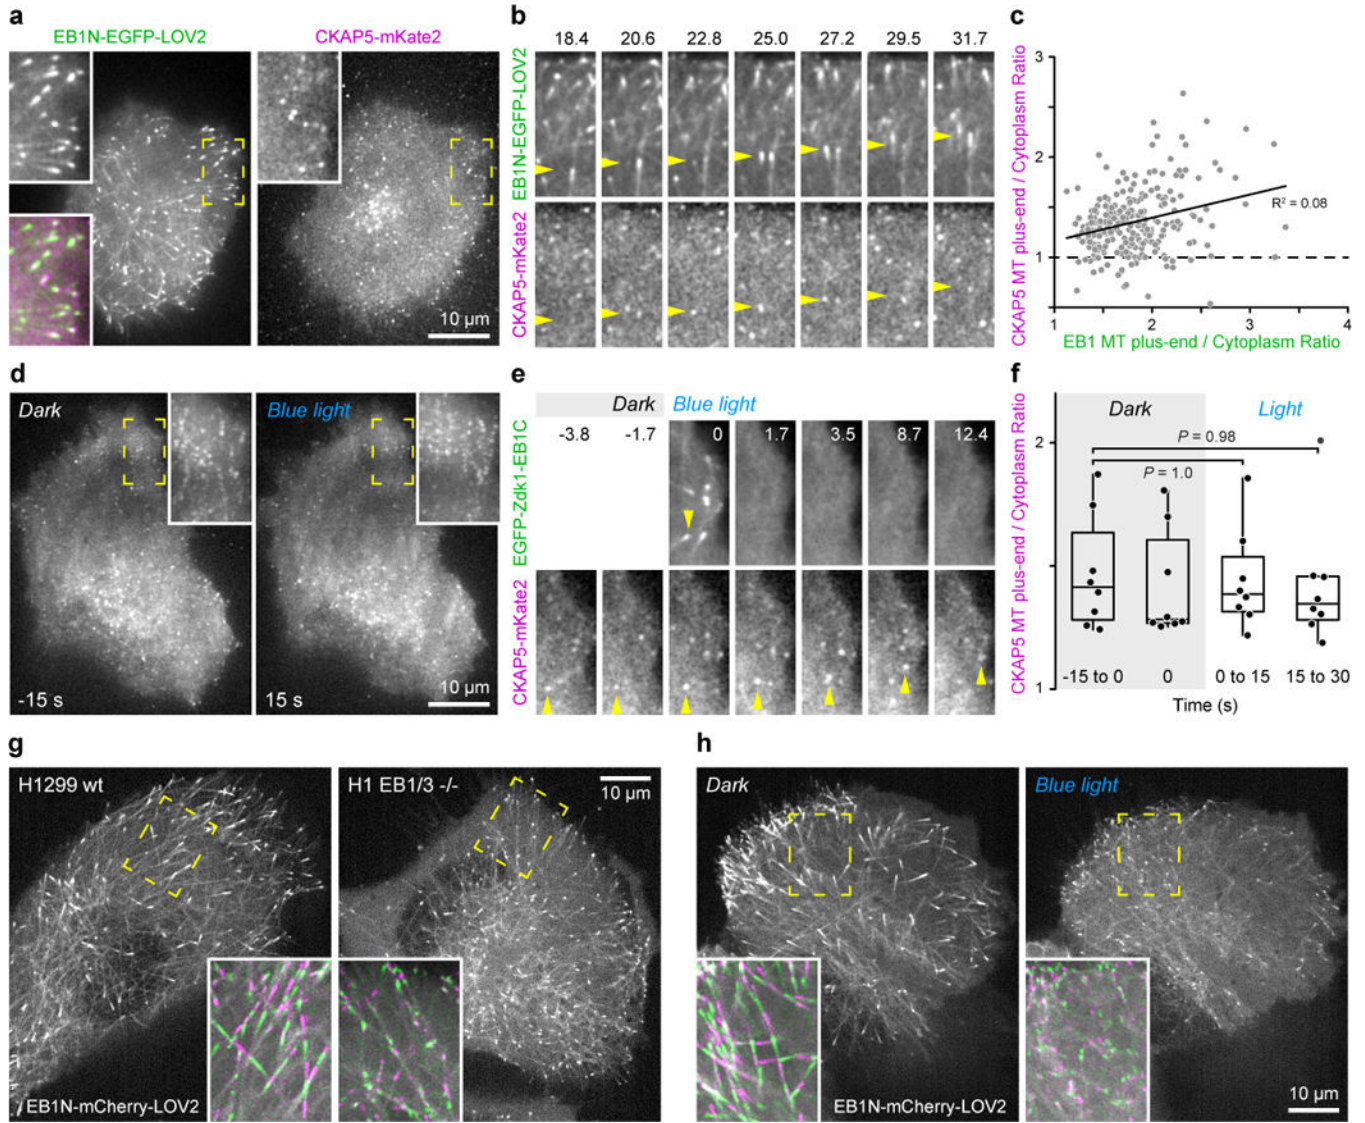 a
EB1N-EGFP-LOV2
CKAP5-mKate2
10 µm
b
18.4 20.6 22.8 25.0 27.2 29.5 31.7
EB1N-EGFP-LOV2
CKAP5-mKate2
c
CKAP5 MT plus-end / Cytoplasm Ratio
3
2
1
R² = 0.08
1 2 3 4
EB1 MT plus-end / Cytoplasm Ratio
d
Dark
Blue light
-15 s
15 s
10 µm
e
Dark
Blue light
-3.8 -1.7 0 1.7 3.5 8.7 12.4
EGFP-Zdk1-EB1C
CKAP5-mKate2
f
CKAP5 MT plus-end / Cytoplasm Ratio
Dark
Light
2
P = 0.98
P = 1.0
1
-15 to 0 0 0 to 15 15 to 30
Time (s)
g
H1299 wt
H1 EB1/3 -/-
10 µm
EB1N-mCherry-LOV2
h
Dark
Blue light
EB1N-mCherry-LOV2
10 µm